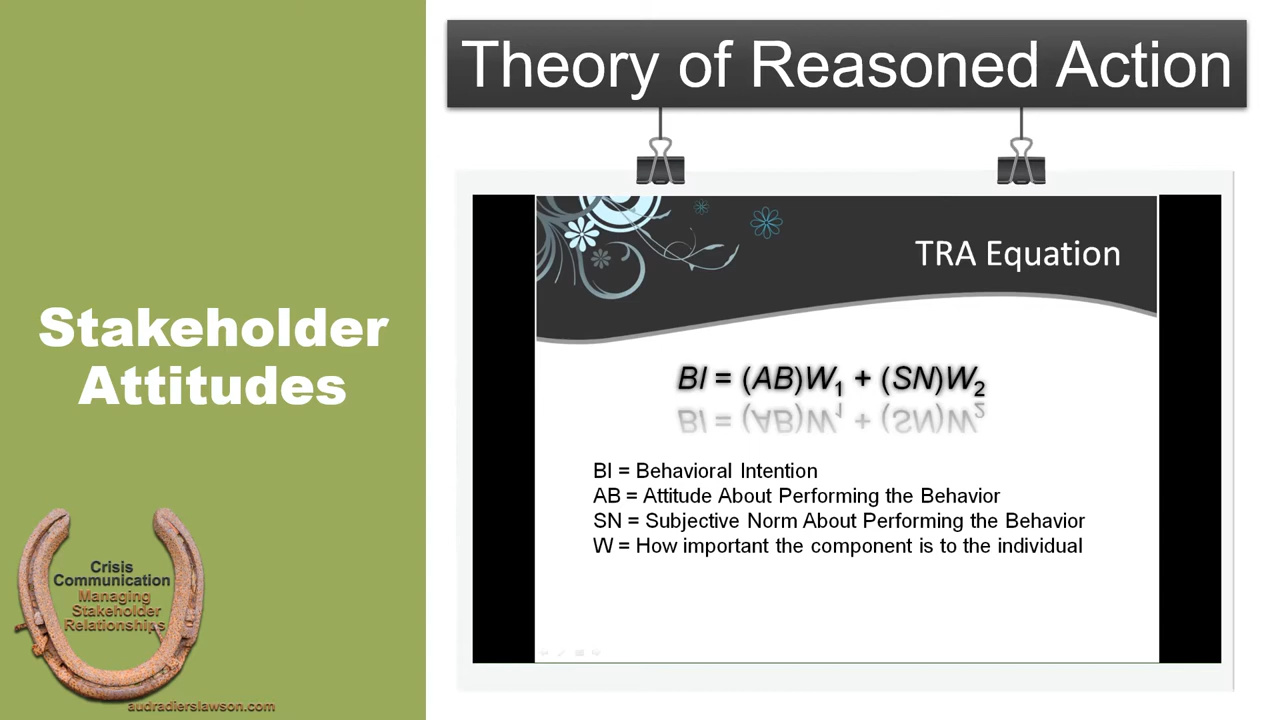 Theory of Reasoned Action
Stakeholder
Attitudes
TRA Equation
BI = (AB)W₁ + (SN)W₂
BI = Behavioral Intention
AB = Attitude About Performing the Behavior
SN = Subjective Norm About Performing the Behavior
W = How important the component is to the individual
Crisis
Communication
Managing
Stakeholder
Relationships
audradierslawson.com